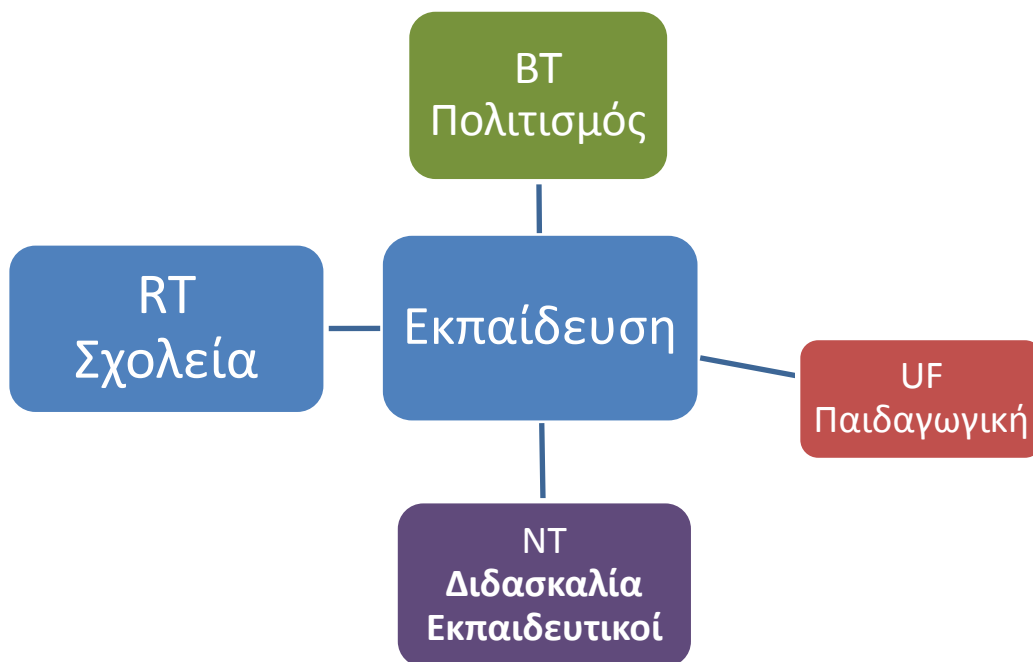 BT
Πολιτισμός
RT
Σχολεία
Εκπαίδευση
UF
Παιδαγωγική
NT
Διδασκαλία
Εκπαιδευτικοί